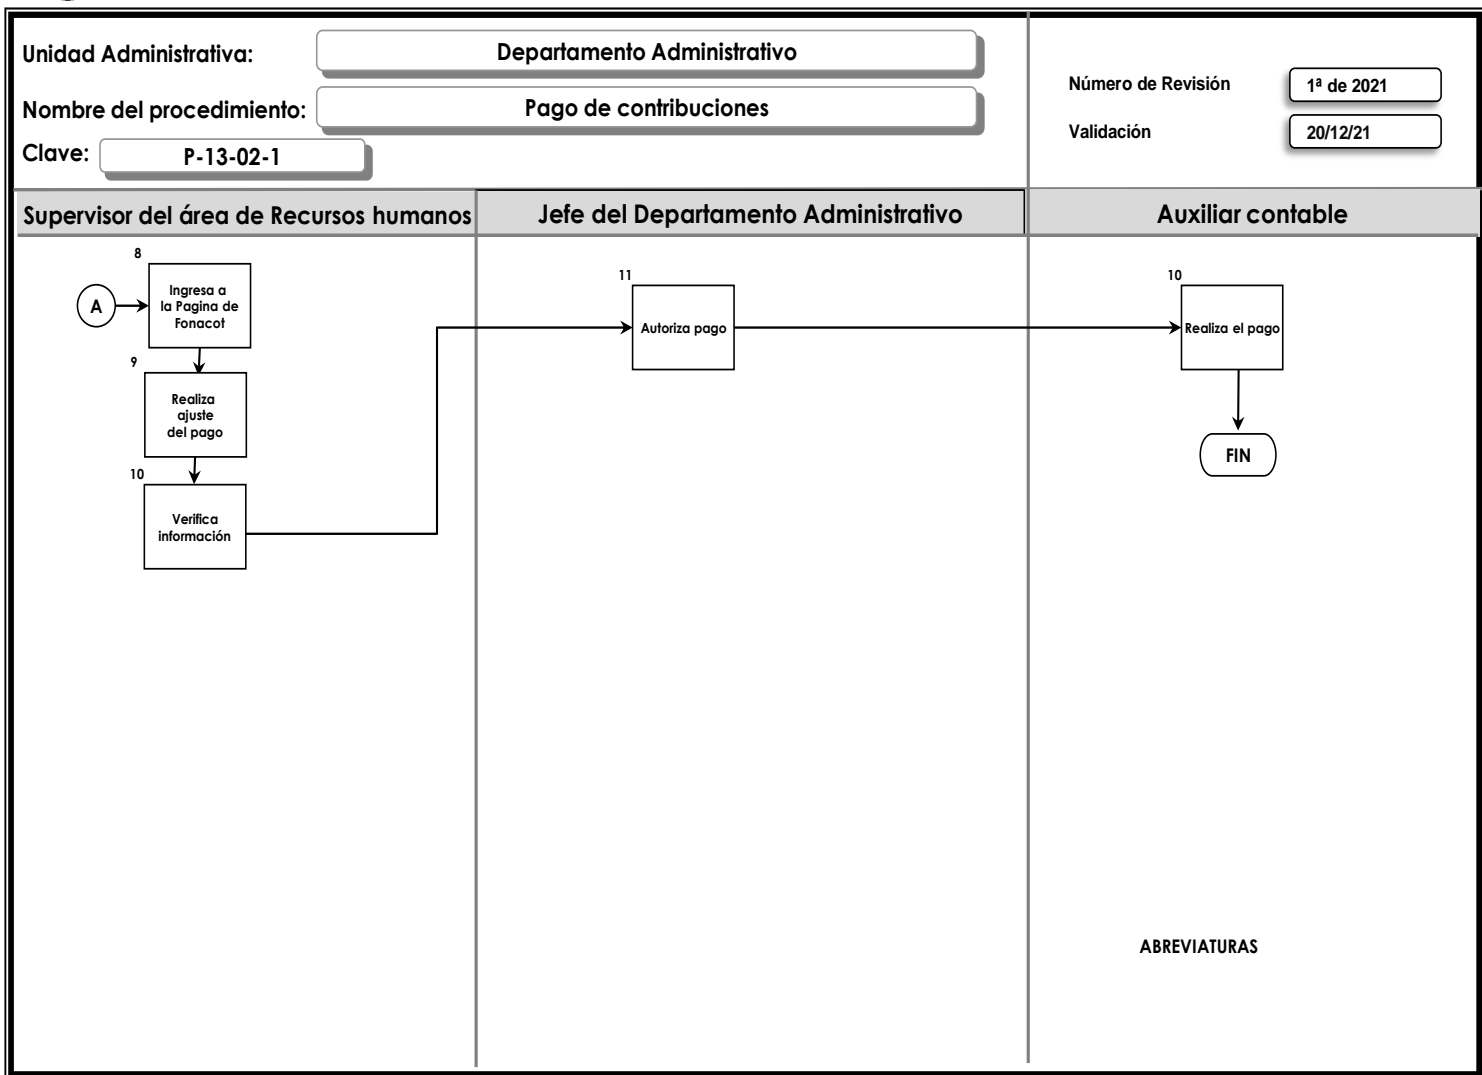 Unidad Administrativa:
Departamento Administrativo
Nombre del procedimiento:
Pago de contribuciones
Clave:
P-13-02-1
Número de Revisión
1ª de 2021
Validación
20/12/21
Supervisor del área de Recursos humanos
Jefe del Departamento Administrativo
Auxiliar contable
A
8
Ingresa a
la Pagina de
Fonacot
9
Realiza
ajuste
del pago
10
Verifica
información
11
Autoriza pago
10
Realiza el pago
FIN
ABREVIATURAS